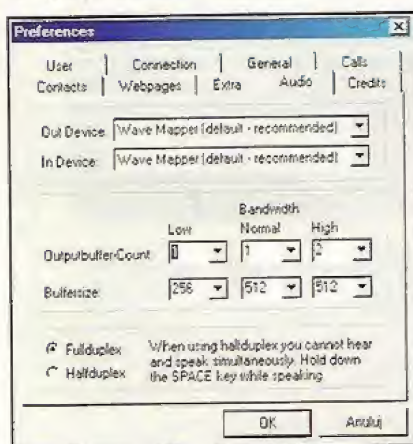 Preferences
User Connection General Calls
Contacts Webpages Extra Audio Credits
Out Device: Wave Mapper (default - recommended)
In Device: Wave Mapper (default - recommended)
Bandwidth
Low Normal High
Outputbuffer-Count: 1 1 2
Buffersize: 256 512 512
Fullduplex
Halfduplex
When using halfduplex you cannot hear
and speak simultaneously. Hold down
the SPACE key while speaking
OK Anuluj